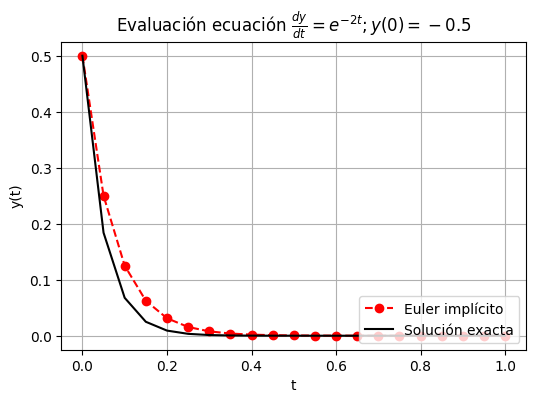 Evaluación ecuación $\frac{dy}{dt} = e^{-2t}; y(0) = -0.5$
0.5
0.4
0.3
0.2
0.1
0.0
y(t)
Euler implícito
Solución exacta
0.0 0.2 0.4 0.6 0.8 1.0
t